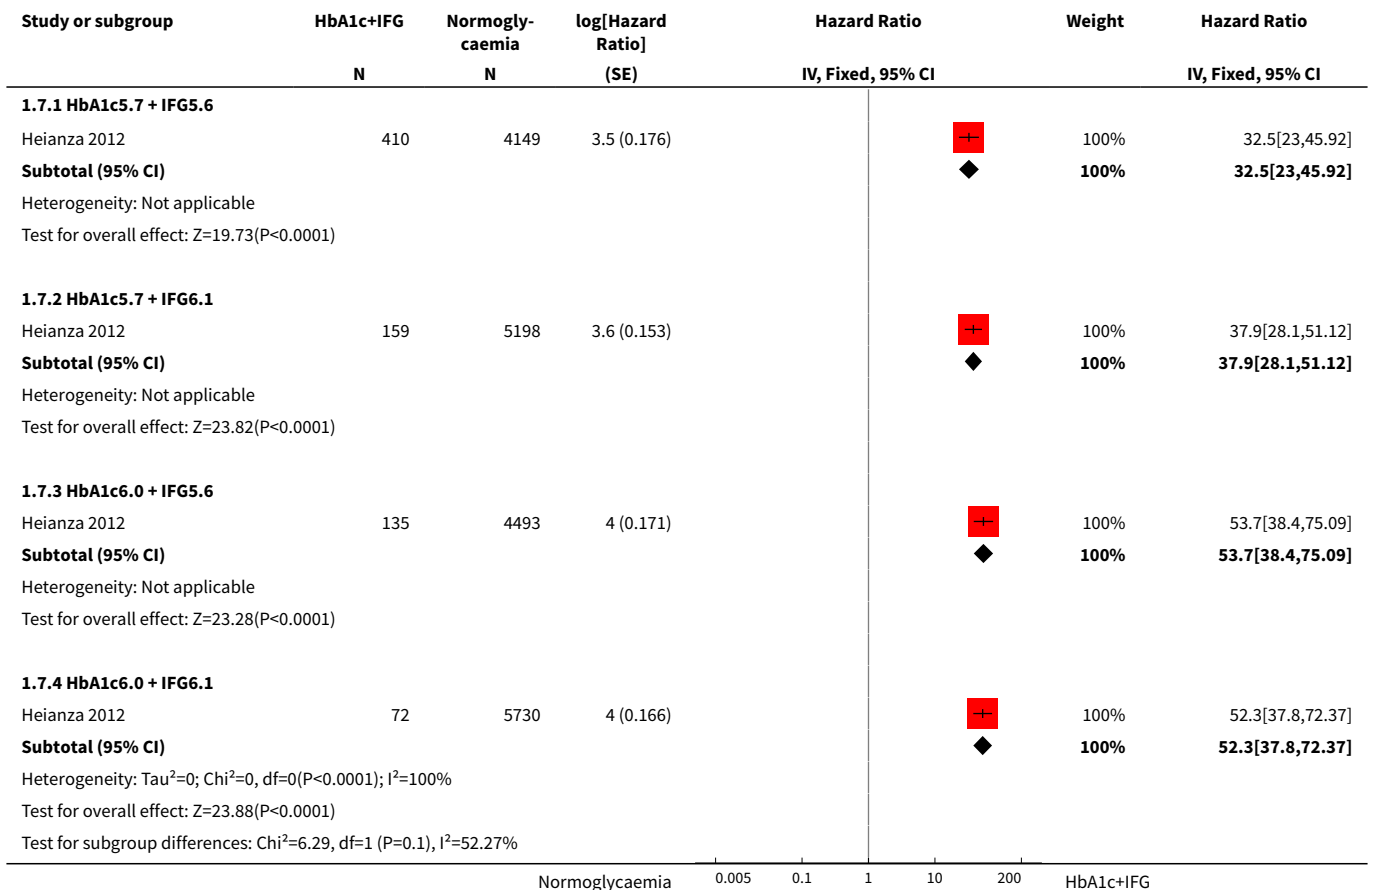 Study or subgroup HbA1c+IFG Normogly- log[Hazard Hazard Ratio Weight Hazard Ratio
caemia Ratio]
N N (SE) IV, Fixed, 95% CI IV, Fixed, 95% CI
1.7.1 HbA1c5.7 + IFG5.6
Heianza 2012 410 4149 3.5 (0.176) 100% 32.5[23,45.92]
Subtotal (95% CI) 100% 32.5[23,45.92]
Heterogeneity: Not applicable
Test for overall effect: Z=19.73(P<0.0001)
1.7.2 HbA1c5.7 + IFG6.1
Heianza 2012 159 5198 3.6 (0.153) 100% 37.9[28.1,51.12]
Subtotal (95% CI) 100% 37.9[28.1,51.12]
Heterogeneity: Not applicable
Test for overall effect: Z=23.82(P<0.0001)
1.7.3 HbA1c6.0 + IFG5.6
Heianza 2012 135 4493 4 (0.171) 100% 53.7[38.4,75.09]
Subtotal (95% CI) 100% 53.7[38.4,75.09]
Heterogeneity: Not applicable
Test for overall effect: Z=23.28(P<0.0001)
1.7.4 HbA1c6.0 + IFG6.1
Heianza 2012 72 5730 4 (0.166) 100% 52.3[37.8,72.37]
Subtotal (95% CI) 100% 52.3[37.8,72.37]
Heterogeneity: Tau²=0; Chi²=0, df=0(P<0.0001); I²=100%
Test for overall effect: Z=23.88(P<0.0001)
Test for subgroup differences: Chi²=6.29, df=1 (P=0.1), I²=52.27%
Normoglycaemia 0.005 0.1 1 10 200 HbA1c+IFG